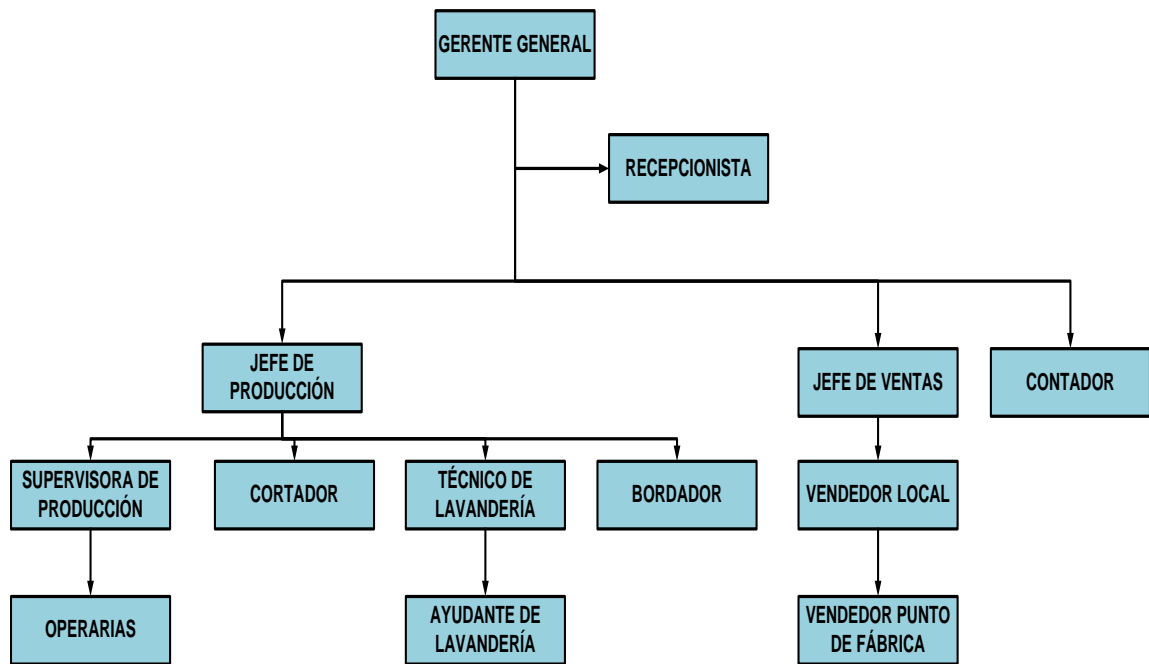 GERENTE GENERAL
RECEPCIONISTA
JEFE DE
PRODUCCIÓN
JEFE DE VENTAS
CONTADOR
SUPERVISORA DE
PRODUCCIÓN
CORTADOR
TÉCNICO DE
LAVANDERÍA
BORDADOR
VENDEDOR LOCAL
OPERARIAS
AYUDANTE DE
LAVANDERÍA
VENDEDOR PUNTO
DE FÁBRICA